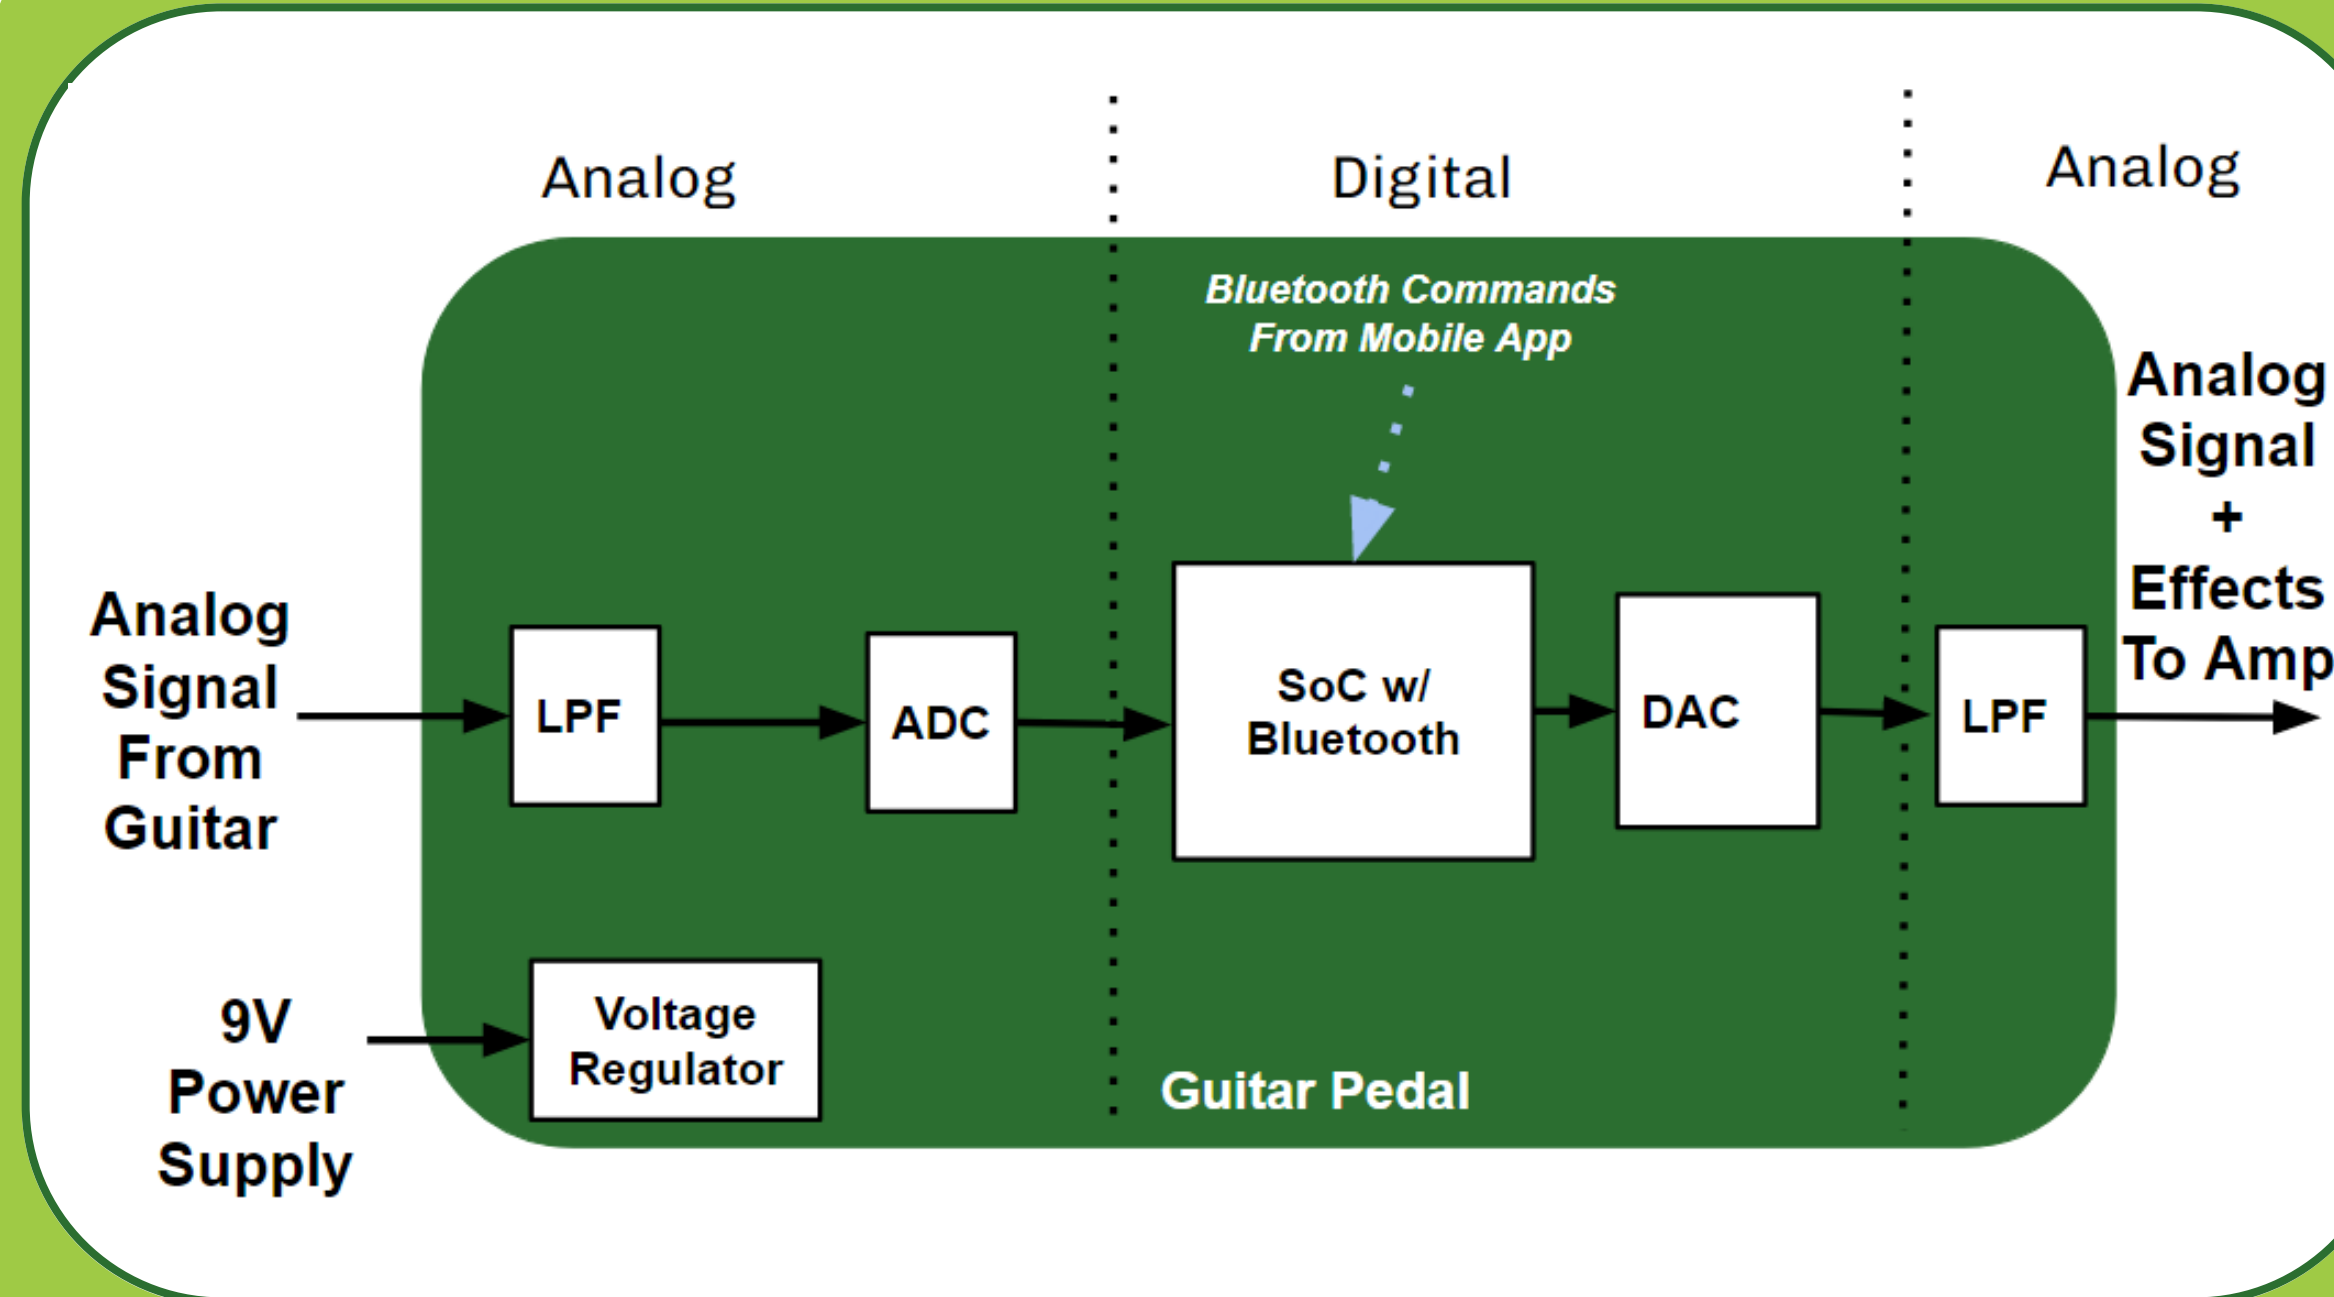 Analog
Digital
Analog
Bluetooth Commands
From Mobile App
Analog
Signal
From
Guitar
LPF
ADC
SoC w/
Bluetooth
DAC
LPF
Analog
Signal
+
Effects
To Amp
9V
Power
Supply
Voltage
Regulator
Guitar Pedal